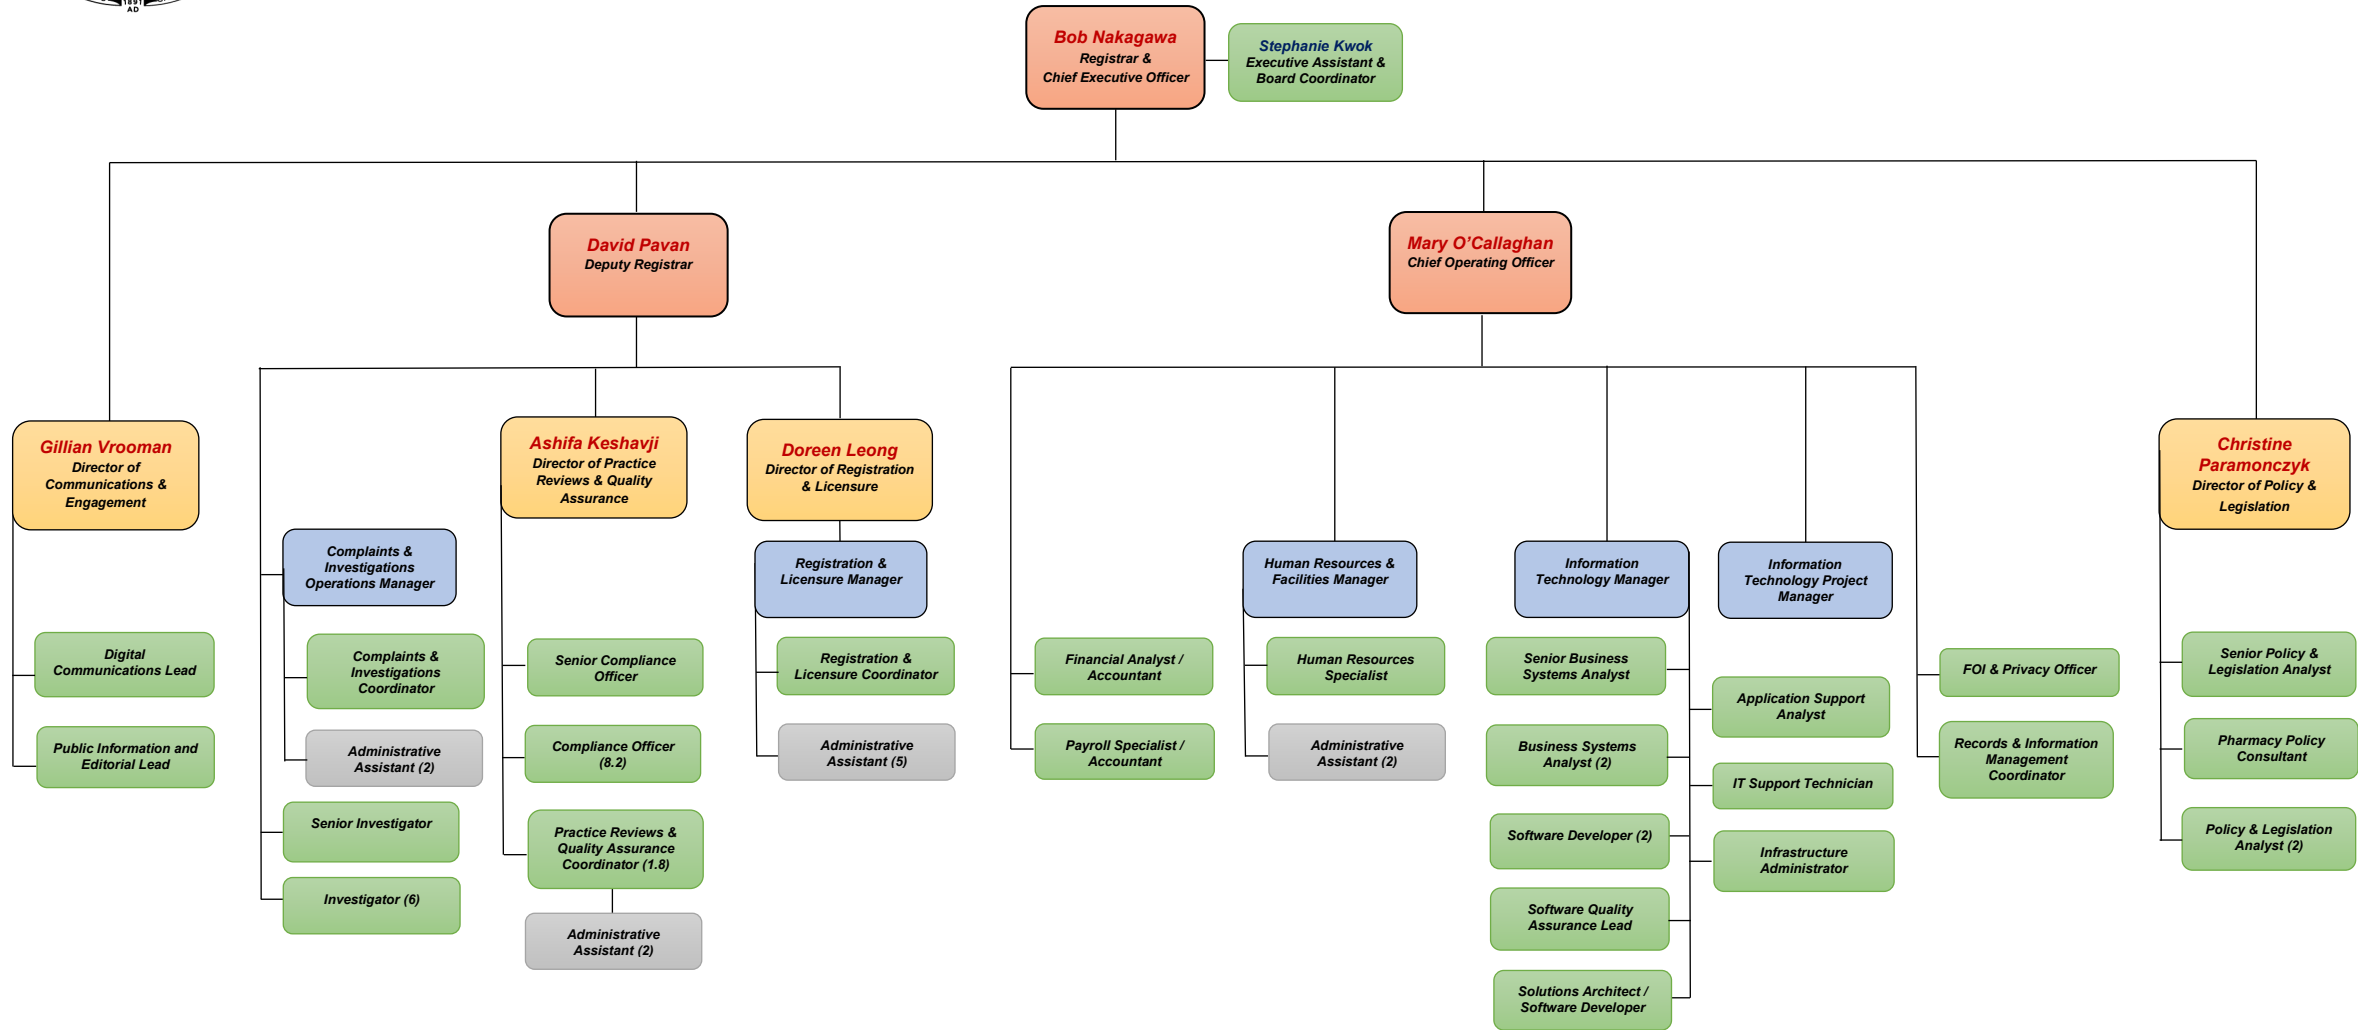 1891
AD
Bob Nakagawa
Registrar &
Chief Executive Officer
Stephanie Kwok
Executive Assistant &
Board Coordinator
David Pavan
Deputy Registrar
Mary O’Callaghan
Chief Operating Officer
Gillian Vrooman
Director of
Communications &
Engagement
Ashifa Keshavji
Director of Practice
Reviews & Quality
Assurance
Doreen Leong
Director of Registration
& Licensure
Christine
Paramonczyk
Director of Policy &
Legislation
Complaints &
Investigations
Operations Manager
Registration &
Licensure Manager
Human Resources &
Facilities Manager
Information
Technology Manager
Information
Technology Project
Manager
Digital
Communications Lead
Public Information and
Editorial Lead
Complaints &
Investigations
Coordinator
Administrative
Assistant (2)
Senior Investigator
Investigator (6)
Senior Compliance
Officer
Compliance Officer
(8.2)
Practice Reviews &
Quality Assurance
Coordinator (1.8)
Administrative
Assistant (2)
Registration &
Licensure Coordinator
Administrative
Assistant (5)
Financial Analyst /
Accountant
Payroll Specialist /
Accountant
Human Resources
Specialist
Administrative
Assistant (2)
Senior Business
Systems Analyst
Business Systems
Analyst (2)
Software Developer (2)
Software Quality
Assurance Lead
Solutions Architect /
Software Developer
Application Support
Analyst
IT Support Technician
Infrastructure
Administrator
FOI & Privacy Officer
Records & Information
Management
Coordinator
Senior Policy &
Legislation Analyst
Pharmacy Policy
Consultant
Policy & Legislation
Analyst (2)